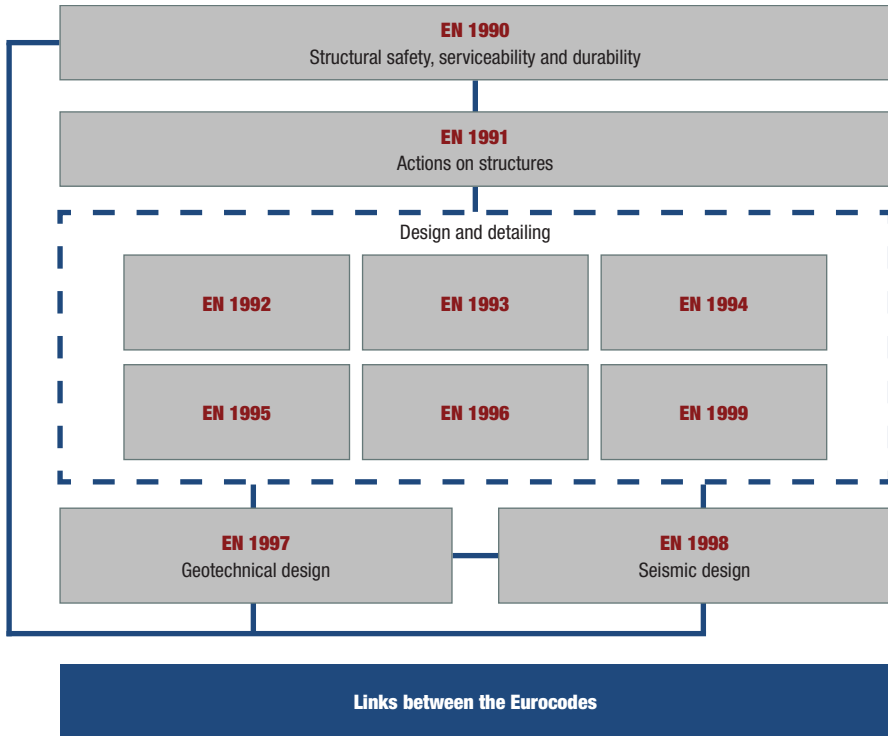 EN 1990
Structural safety, serviceability and durability
EN 1991
Actions on structures
Design and detailing
EN 1992
EN 1993
EN 1994
EN 1995
EN 1996
EN 1999
EN 1997
Geotechnical design
EN 1998
Seismic design
Links between the Eurocodes